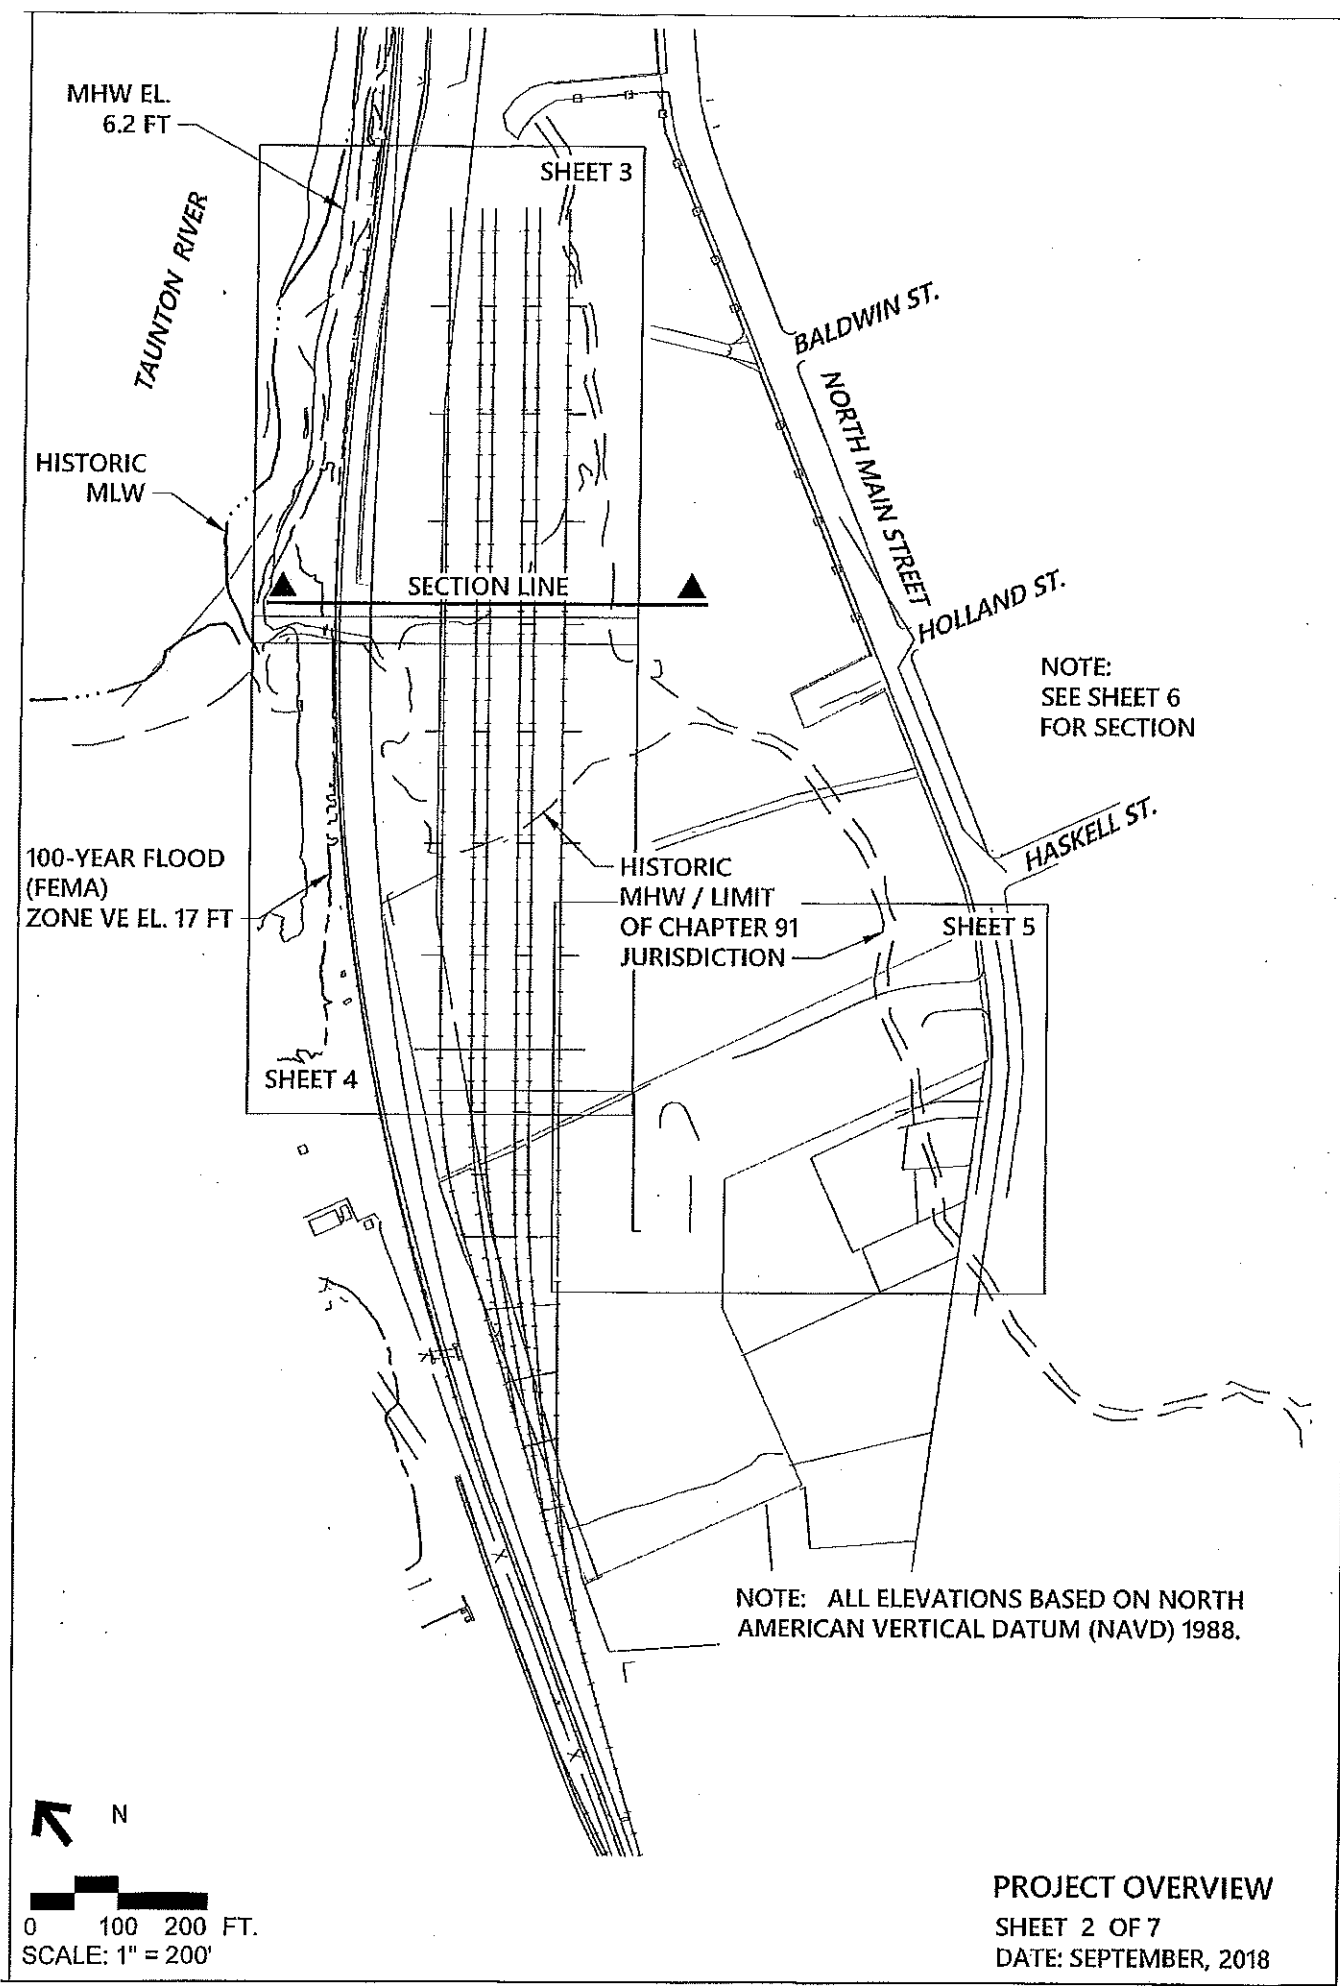 MHW EL.
6.2 FT
SHEET 3
TAUNTON RIVER
BALDWIN ST.
NORTH MAIN STREET
HISTORIC
MLW
SECTION LINE
HOLLAND ST.
NOTE:
SEE SHEET 6
FOR SECTION
HASKELL ST.
100-YEAR FLOOD
(FEMA)
ZONE VE EL. 17 FT
HISTORIC
MHW / LIMIT
OF CHAPTER 91
JURISDICTION
SHEET 5
SHEET 4
NOTE: ALL ELEVATIONS BASED ON NORTH
AMERICAN VERTICAL DATUM (NAVD) 1988.
N
0 100 200 FT.
SCALE: 1" = 200'
PROJECT OVERVIEW
SHEET 2 OF 7
DATE: SEPTEMBER, 2018